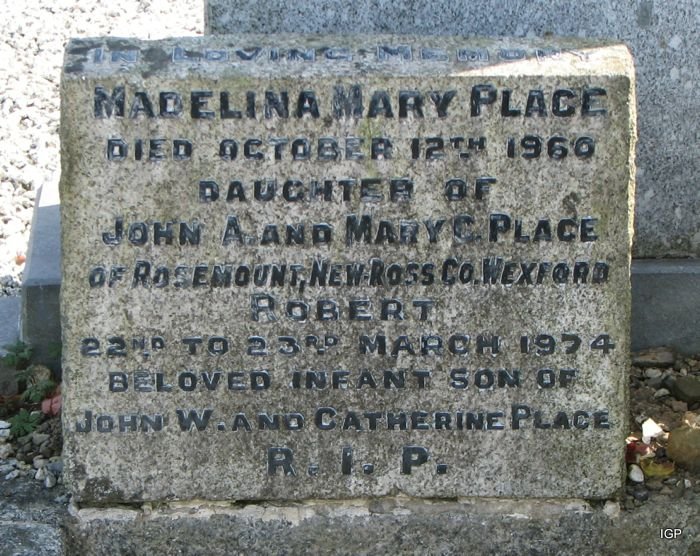 IN LOVING MEMORY
MADELINA MARY PLACE
DIED OCTOBER 12TH 1960
DAUGHTER OF
JOHN A. AND MARY C. PLACE
OF ROSEMOUNT, NEW-ROSS CO. WEXFORD
ROBERT
22ND TO 23RD MARCH 1974
BELOVED INFANT SON OF
JOHN W. AND CATHERINE PLACE
R. I. P.
IGP